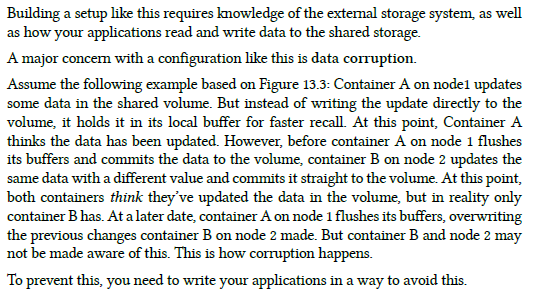 Building a setup like this requires knowledge of the external storage system, as well
as how your applications read and write data to the shared storage.
A major concern with a configuration like this is data corruption.
Assume the following example based on Figure 13.3: Container A on node1 updates
some data in the shared volume. But instead of writing the update directly to the
volume, it holds it in its local buffer for faster recall. At this point, Container A
thinks the data has been updated. However, before container A on node 1 flushes
its buffers and commits the data to the volume, container B on node 2 updates the
same data with a different value and commits it straight to the volume. At this point,
both containers think they’ve updated the data in the volume, but in reality only
container B has. At a later date, container A on node 1 flushes its buffers, overwriting
the previous changes container B on node 2 made. But container B and node 2 may
not be made aware of this. This is how corruption happens.
To prevent this, you need to write your applications in a way to avoid this.